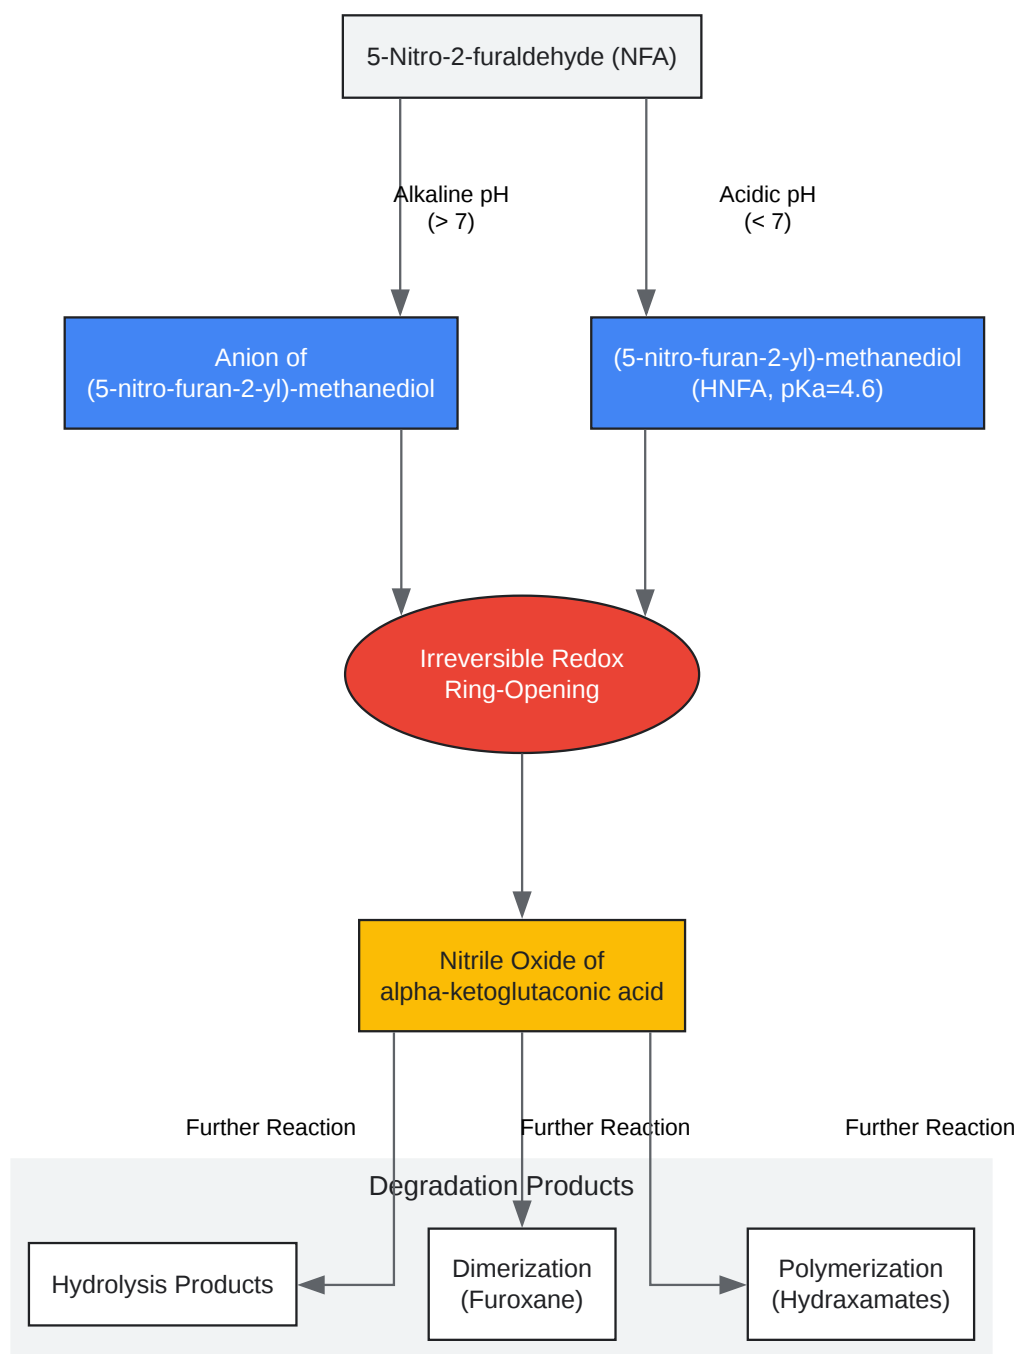 5-Nitro-2-furaldehyde (NFA)
Alkaline pH
(> 7)
Acidic pH
(< 7)
Anion of
(5-nitro-furan-2-yl)-methanediol
(5-nitro-furan-2-yl)-methanediol
(HNFA, pKa=4.6)
Irreversible Redox
Ring-Opening
Nitrile Oxide of
alpha-ketoglutaconic acid
Further Reaction
Further Reaction
Further Reaction
Degradation Products
Hydrolysis Products
Dimerization
(Furoxane)
Polymerization
(Hydraxamates)